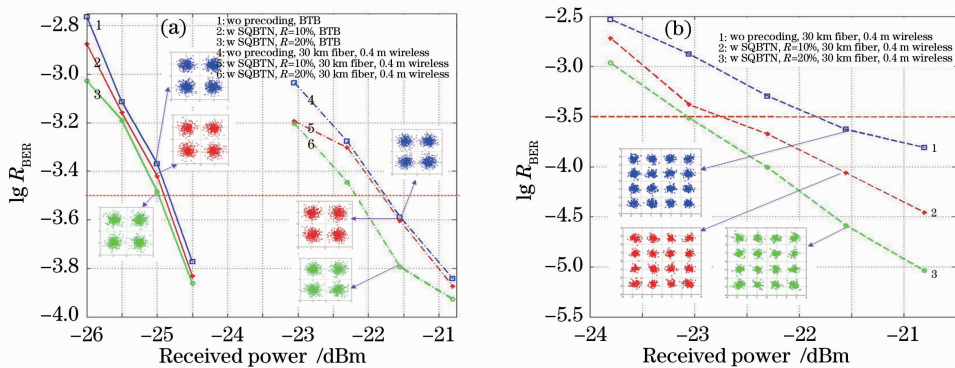 (a)
1: wo precoding, BTB
2: w SQBTN, R=10%, BTB
3: w SQBTN, R=20%, BTB
4: wo precoding, 30 km fiber, 0.4 m wireless
5: w SQBTN, R=10%, 30 km fiber, 0.4 m wireless
6: w SQBTN, R=20%, 30 km fiber, 0.4 m wireless
1
2
3
4
5
6
lg R_BER
-2.8
-3.0
-3.2
-3.4
-3.6
-3.8
-4.0
-26
-25
-24
-23
-22
-21
Received power /dBm
(b)
1: wo precoding, 30 km fiber, 0.4 m wireless
2: w SQBTN, R=10%, 30 km fiber, 0.4 m wireless
3: w SQBTN, R=20%, 30 km fiber, 0.4 m wireless
1
2
3
lg R_BER
-2.5
-3.0
-3.5
-4.0
-4.5
-5.0
-5.5
-24
-23
-22
-21
Received power /dBm